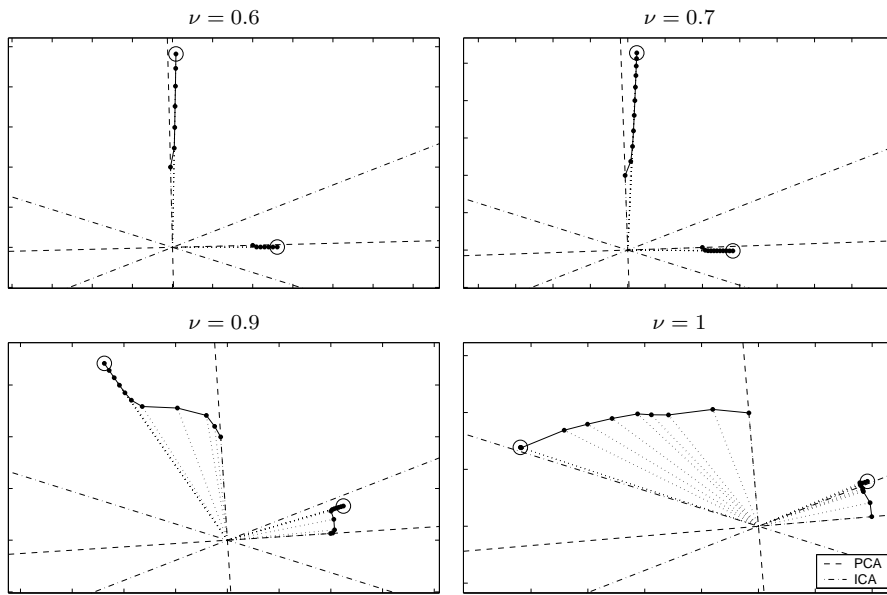 ν = 0.6
ν = 0.7
ν = 0.9
ν = 1
PCA
ICA